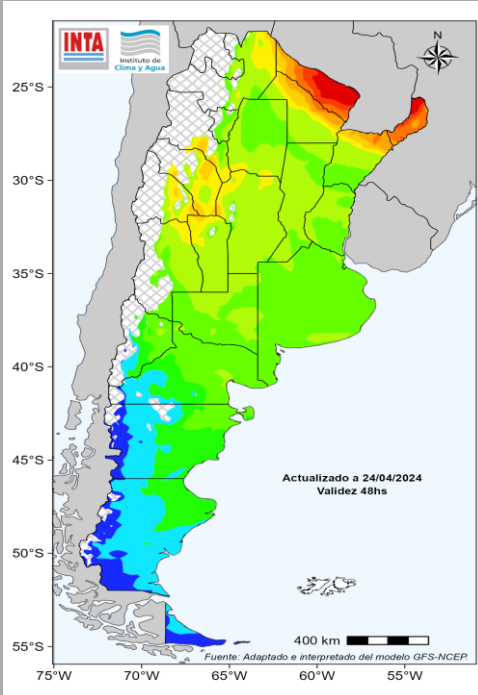 INTA
Instituto de
Clima y Agua
N
25°S
30°S
35°S
40°S
45°S
50°S
55°S
Actualizado a 24/04/2024
Validez 48hs
400 km
Fuente: Adaptado e interpretado del modelo GFS-NCEP.
75°W 70°W 65°W 60°W 55°W